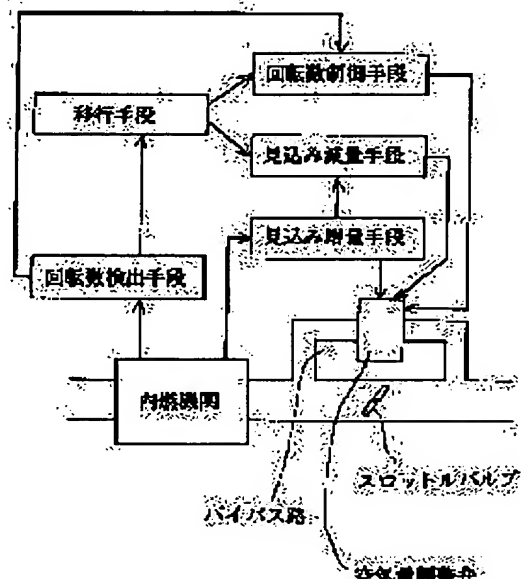 回転数制御手段
移行手段
見込み減量手段
見込み増量手段
回転数検出手段
内燃機関
スロットルバルブ
バイパス路
空気量調整弁